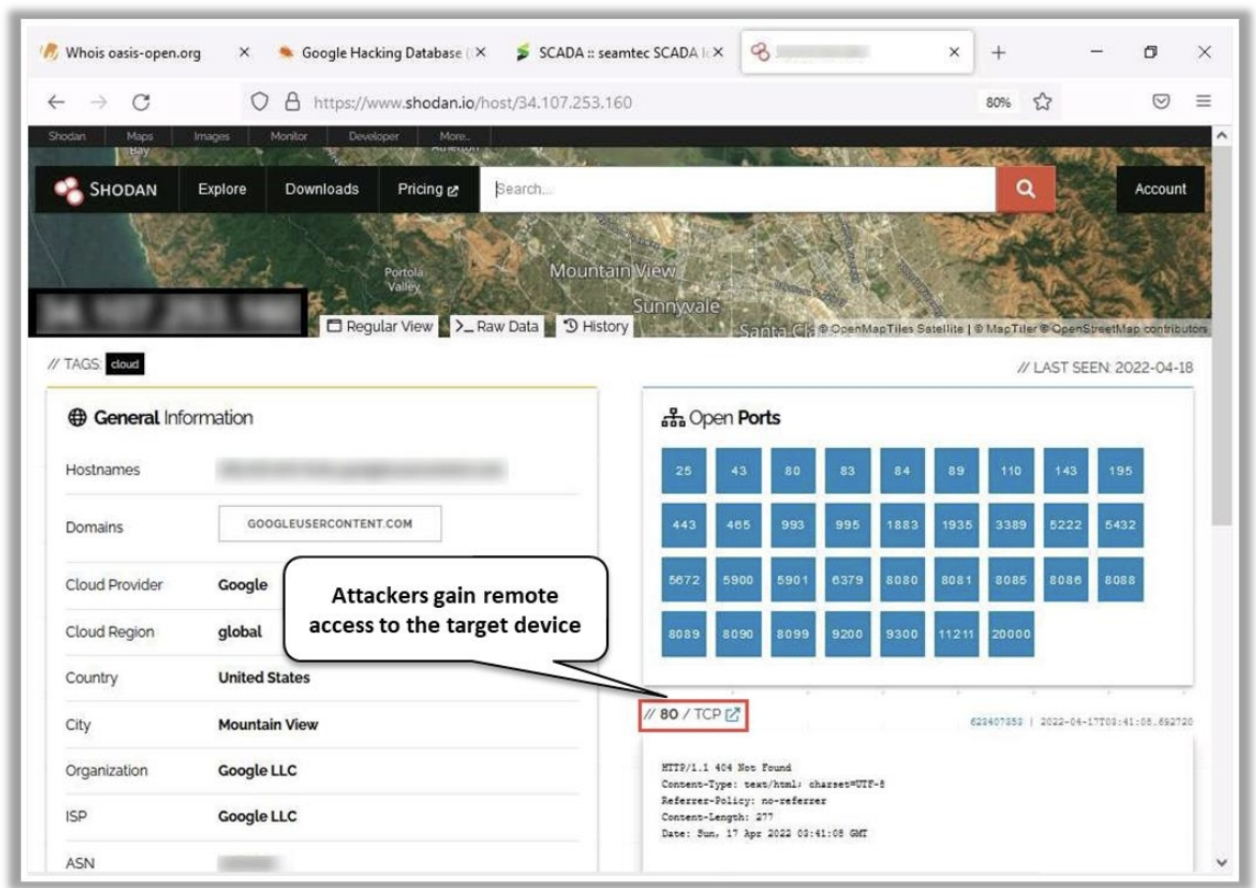 Whois oasis-open.org
Google Hacking Database (
SCADA :: seamtec SCADA
https://www.shodan.io/host/34.107.253.160
80%
Shodan Maps Images Monitor Developer More...
Bay
SHODAN
Explore
Downloads
Pricing
Search...
Account
Portola
Valley
Mountain View
Sunnyvale
Santa Cla
Regular View
>_ Raw Data
History
© OpenMapTiles Satellite | © MapTiler © OpenStreetMap contributors
// TAGS: cloud
// LAST SEEN: 2022-04-18
General Information
Hostnames
Domains GOOGLEUSERCONTENT.COM
Cloud Provider Google
Cloud Region global
Country United States
City Mountain View
Organization Google LLC
ISP Google LLC
ASN
Attackers gain remote
access to the target device
Open Ports
25 43 80 83 84 89 110 143 195
443 465 993 995 1883 1935 3389 5222 5432
5672 5900 5901 6379 8080 8081 8085 8086 8088
8089 8090 8099 9200 9300 11211 20000
// 80 / TCP
623407353 | 2022-04-17T03:41:08.692720
HTTP/1.1 404 Not Found
Content-Type: text/html; charset=UTF-8
Referrer-Policy: no-referrer
Content-Length: 277
Date: Sun, 17 Apr 2022 03:41:08 GMT